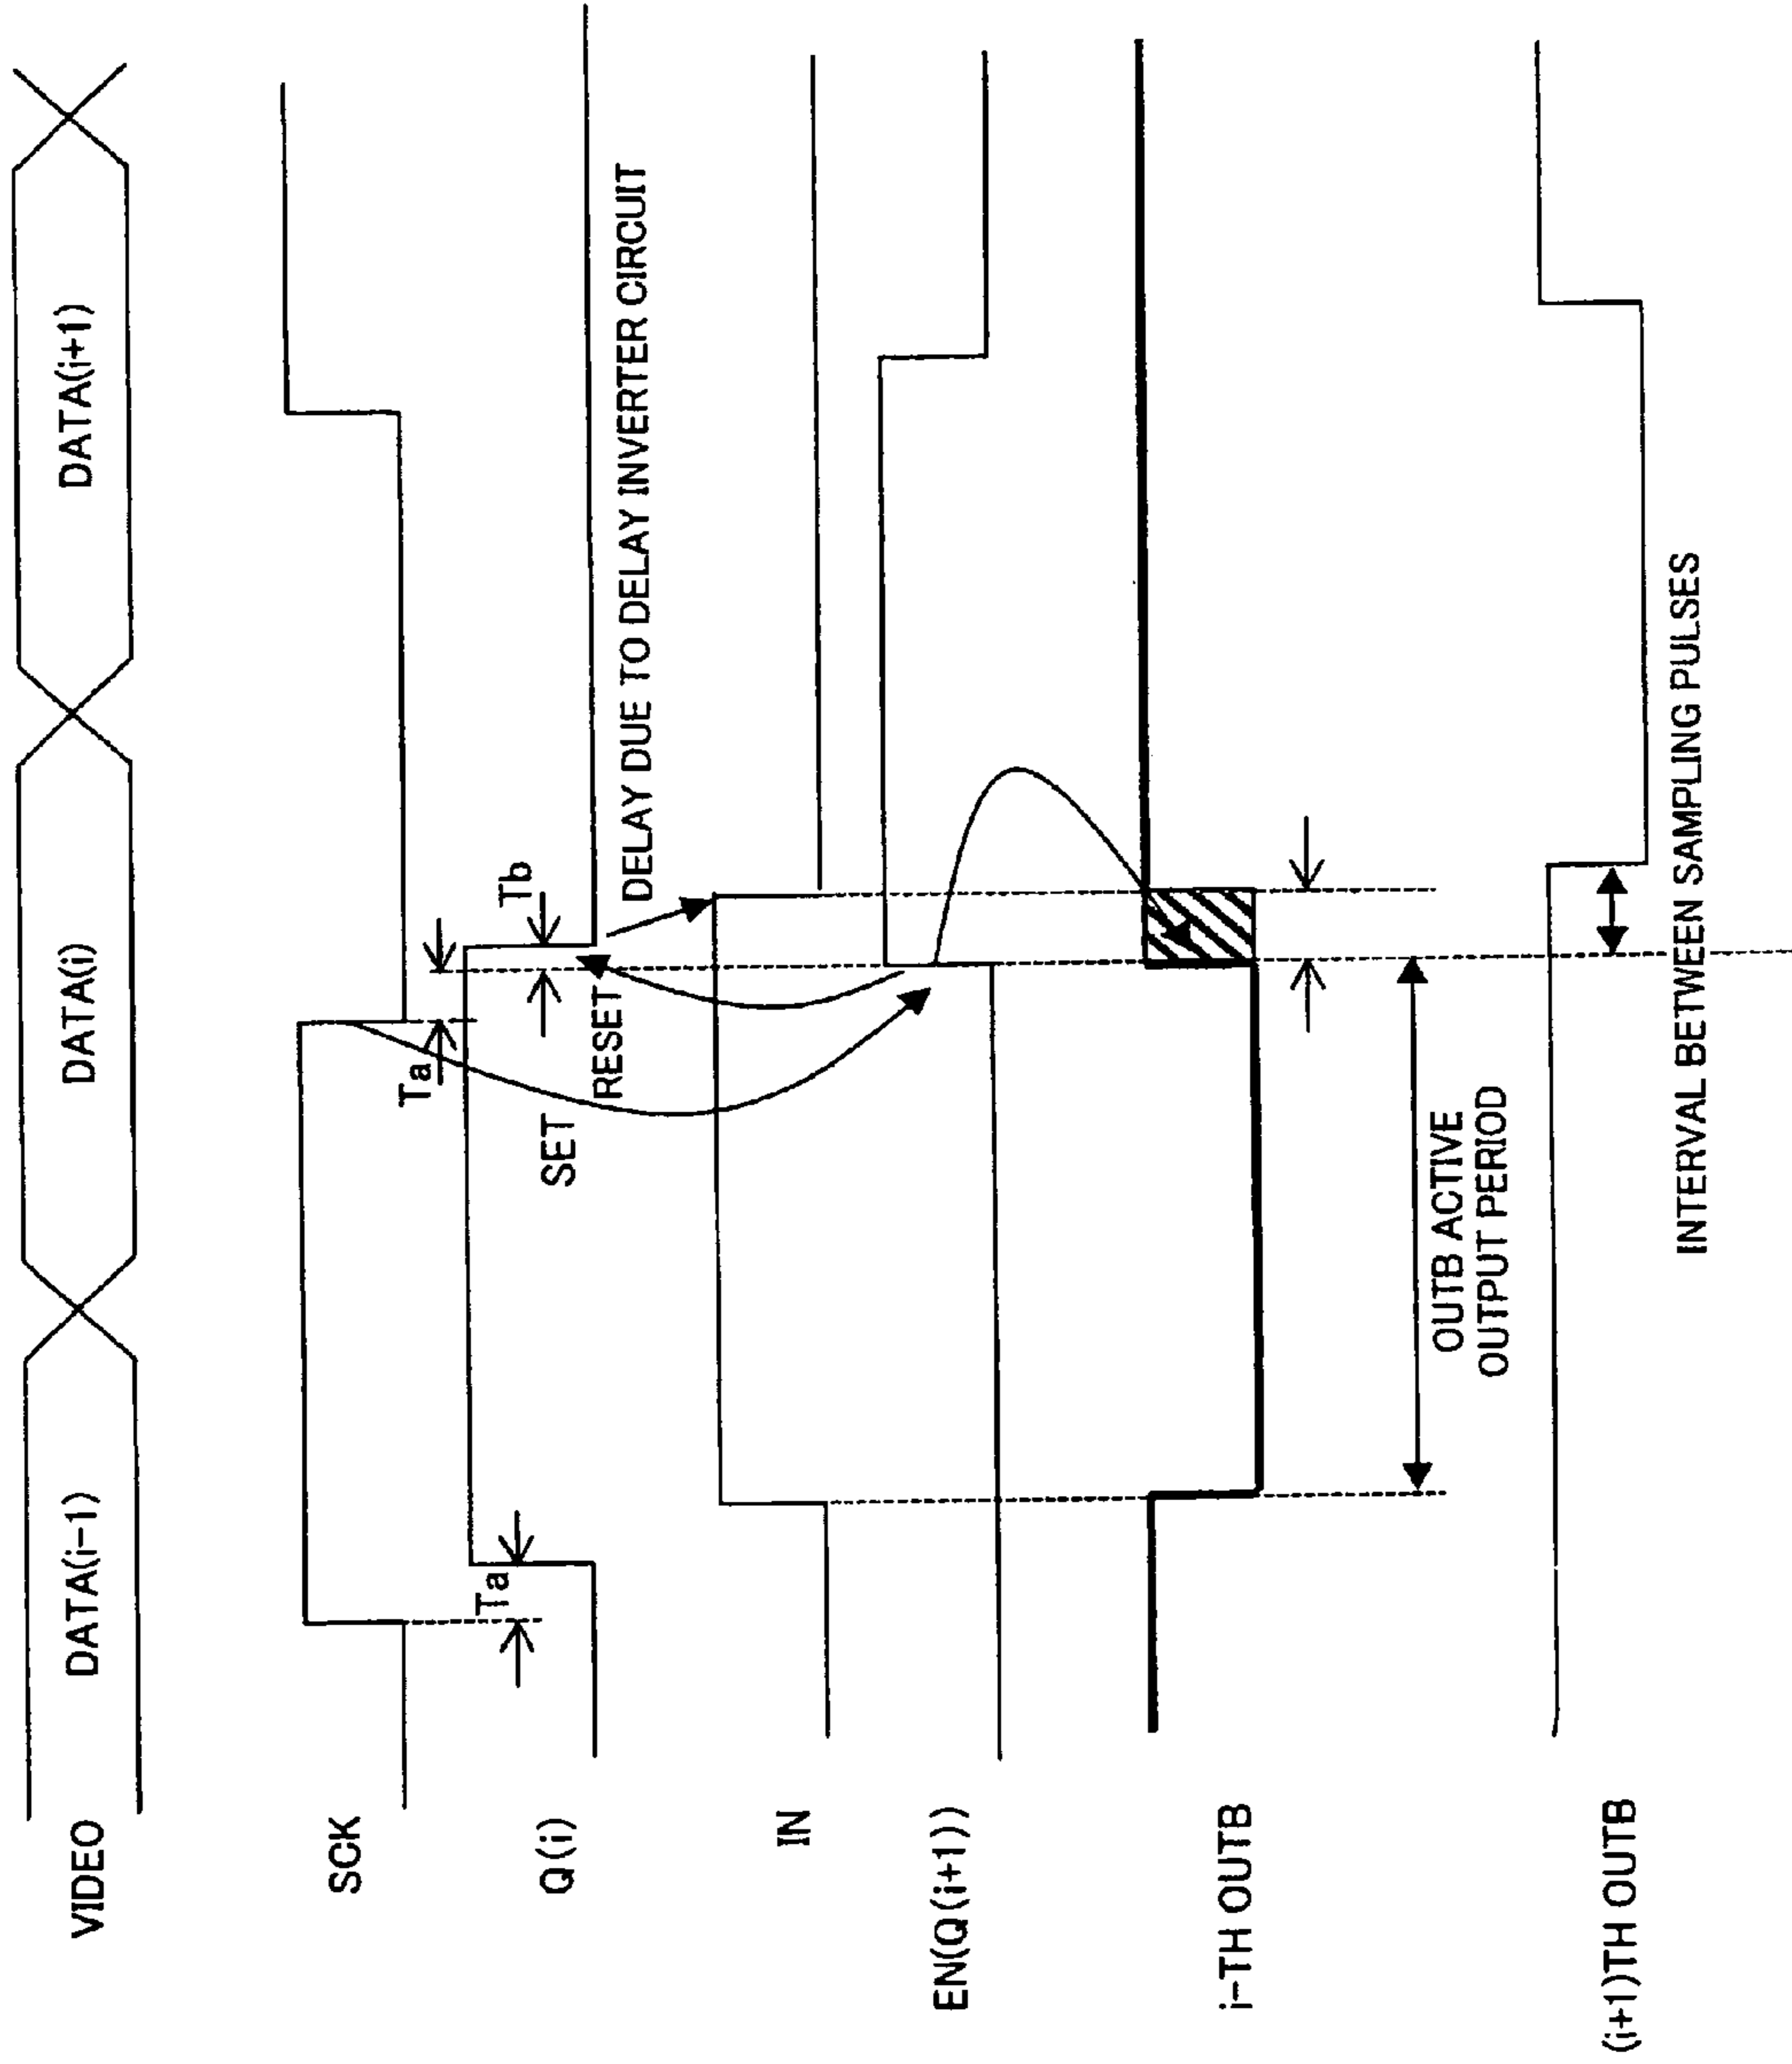 VIDEO
DATA(i-1)
DATA(i)
DATA(i+1)
SCK
Ta
Q(i)
Ta
Tb
SET
RESET
DELAY DUE TO DELAY INVERTER CIRCUIT
IN
EN(Q(i+1))
i-TH OUTB
OUTB ACTIVE
OUTPUT PERIOD
(i+1)TH OUTB
INTERVAL BETWEEN SAMPLING PULSES